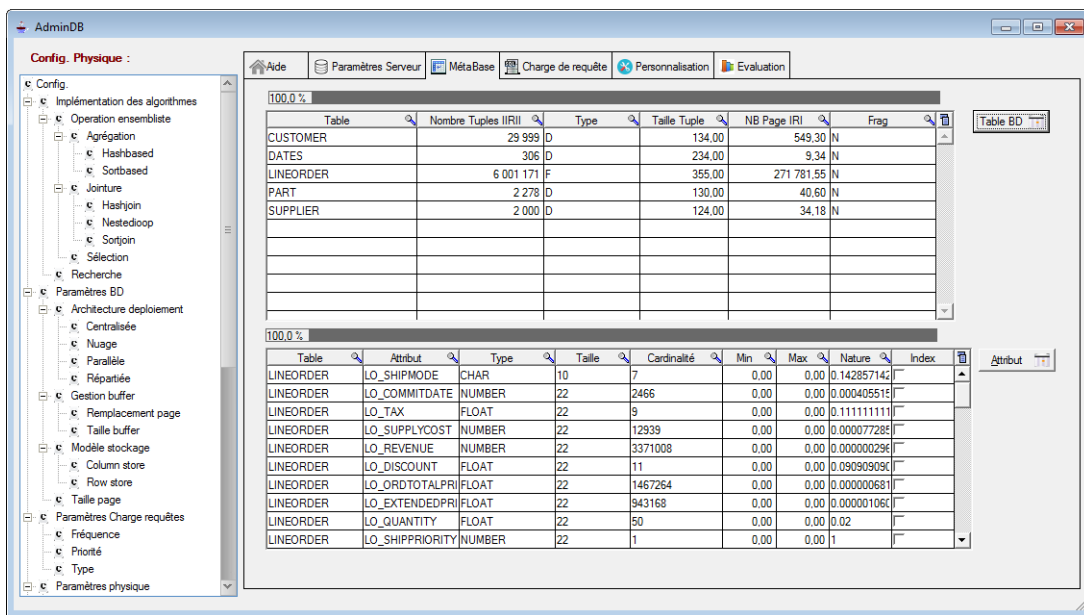 AdminDB
Config. Physique :
Config.
Implémentation des algorithmes
Operation ensembliste
Agrégation
Hashbased
Sortbased
Jointure
Hashjoin
Nestedloop
Sortjoin
Sélection
Recherche
Paramètres BD
Architecture deploiement
Centralisée
Nuage
Parallèle
Répartiée
Gestion buffer
Remplacement page
Taille buffer
Modèle stockage
Column store
Row store
Taille page
Paramètres Charge requêtes
Fréquence
Priorité
Type
Paramètres physique
Aide Paramètres Serveur MétaBase Charge de requête Personnalisation Evaluation
100,0 %
Table Nombre Tuples IIRII Type Taille Tuple NB Page IRI Frag
CUSTOMER 29 999 D 134,00 549,30 N
DATES 306 D 234,00 9,34 N
LINEORDER 6 001 171 F 355,00 271 781,55 N
PART 2 278 D 130,00 40,60 N
SUPPLIER 2 000 D 124,00 34,18 N
Table BD
100,0 %
Table Attribut Type Taille Cardinalité Min Max Nature Index
LINEORDER LO_SHIPMODE CHAR 10 7 0,00 0,00 0.142857142
LINEORDER LO_COMMITDATE NUMBER 22 2466 0,00 0,00 0.000405515
LINEORDER LO_TAX FLOAT 22 9 0,00 0,00 0.111111111
LINEORDER LO_SUPPLYCOST NUMBER 22 12939 0,00 0,00 0.000077285
LINEORDER LO_REVENUE NUMBER 22 3371008 0,00 0,00 0.000000296
LINEORDER LO_DISCOUNT FLOAT 22 11 0,00 0,00 0.090909090
LINEORDER LO_ORDTOTALPRI FLOAT 22 1467264 0,00 0,00 0.000000681
LINEORDER LO_EXTENDEDPRI FLOAT 22 943168 0,00 0,00 0.000001060
LINEORDER LO_QUANTITY FLOAT 22 50 0,00 0,00 0.02
LINEORDER LO_SHIPPRIORITY NUMBER 22 1 0,00 0,00 1
Attribut